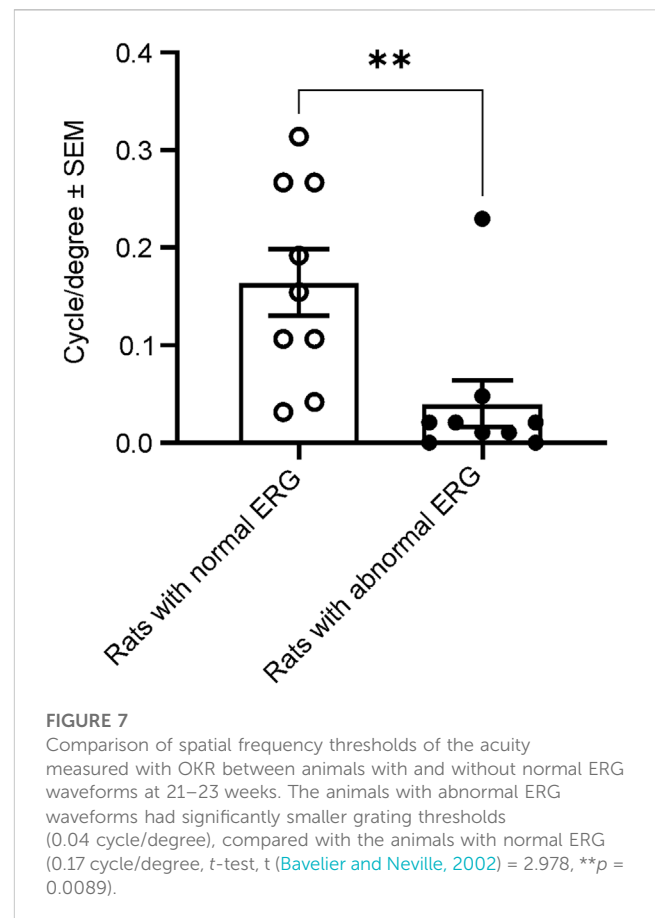 0.4
**
0.3
0.2
0.1
0.0
Cycle/degree ± SEM
Rats with normal ERG
Rats with abnormal ERG
FIGURE 7
Comparison of spatial frequency thresholds of the acuity
measured with OKR between animals with and without normal ERG
waveforms at 21–23 weeks. The animals with abnormal ERG
waveforms had significantly smaller grating thresholds
(0.04 cycle/degree), compared with the animals with normal ERG
(0.17 cycle/degree, t-test, t (Bavelier and Neville, 2002) = 2.978, **p =
0.0089).